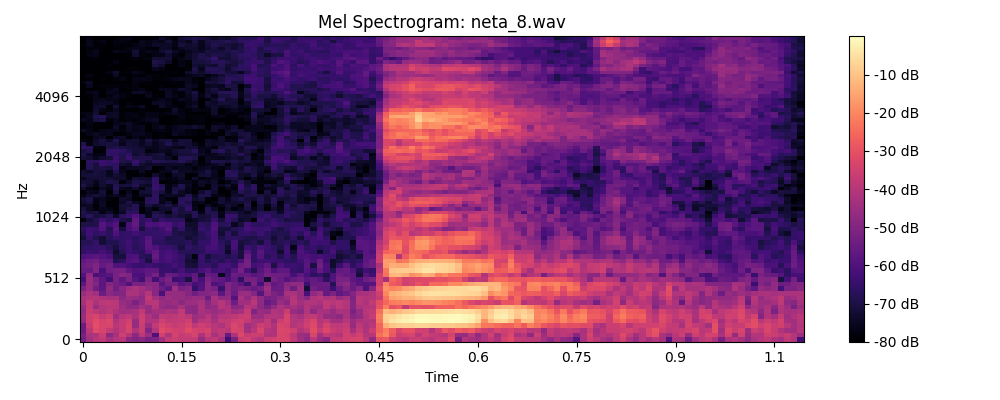 Mel Spectrogram: neta_8.wav
Hz
4096
2048
1024
512
0
0 0.15 0.3 0.45 0.6 0.75 0.9 1.1
Time
-10 dB
-20 dB
-30 dB
-40 dB
-50 dB
-60 dB
-70 dB
-80 dB